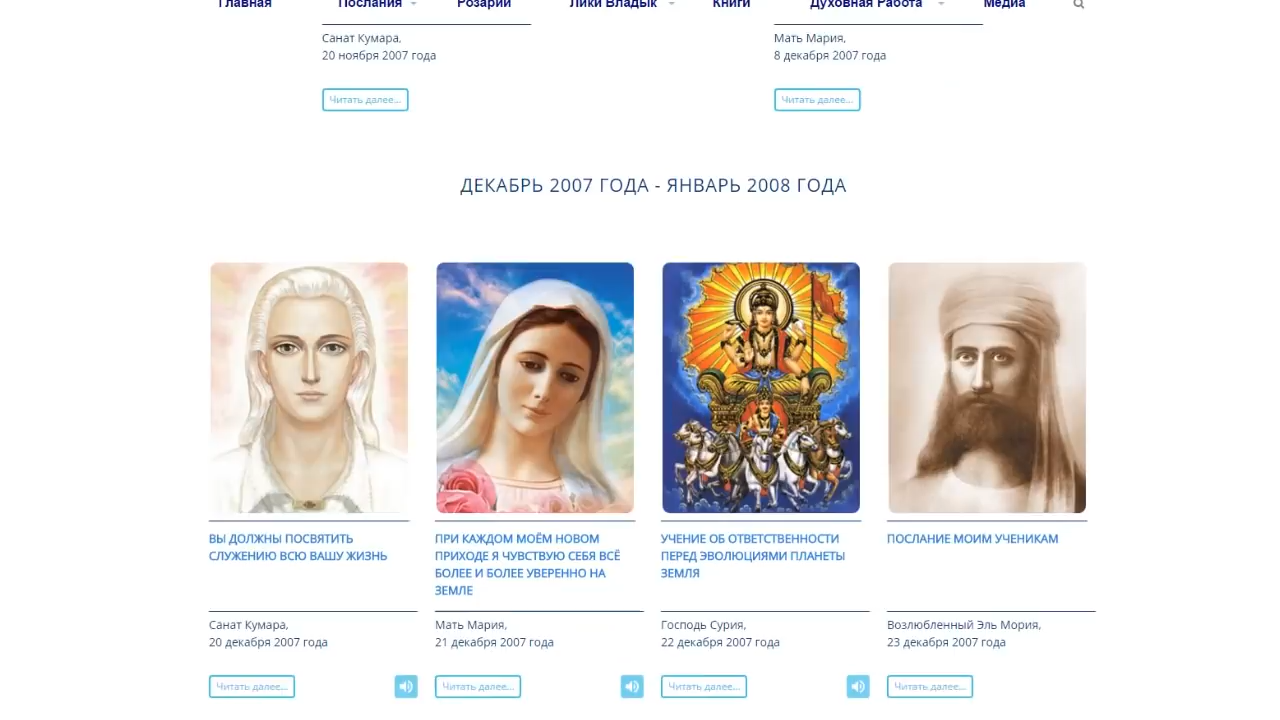 Главная Послания Розарии Лики Владык Книги Духовная Работа Медиа
Санат Кумара,
20 ноября 2007 года
Читать далее...
Мать Мария,
8 декабря 2007 года
Читать далее...
ДЕКАБРЬ 2007 ГОДА - ЯНВАРЬ 2008 ГОДА
ВЫ ДОЛЖНЫ ПОСВЯТИТЬ
СЛУЖЕНИЮ ВСЮ ВАШУ ЖИЗНЬ
Санат Кумара,
20 декабря 2007 года
Читать далее...
ПРИ КАЖДОМ МОЁМ НОВОМ
ПРИХОДЕ Я ЧУВСТВУЮ СЕБЯ ВСЁ
БОЛЕЕ И БОЛЕЕ УВЕРЕННО НА
ЗЕМЛЕ
Мать Мария,
21 декабря 2007 года
Читать далее...
УЧЕНИЕ ОБ ОТВЕТСТВЕННОСТИ
ПЕРЕД ЭВОЛЮЦИЯМИ ПЛАНЕТЫ
ЗЕМЛЯ
Господь Сурия,
22 декабря 2007 года
Читать далее...
ПОСЛАНИЕ МОИМ УЧЕНИКАМ
Возлюбленный Эль Мория,
23 декабря 2007 года
Читать далее...